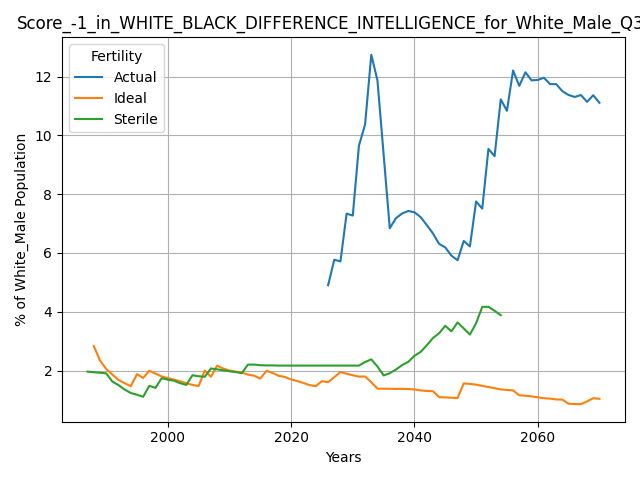 Score_-1_in_WHITE_BLACK_DIFFERENCE_INTELLIGENCE_for_White_Male_Q3
Fertility
Actual
Ideal
Sterile
12
10
8
6
4
2
% of White_Male Population
2000
2020
2040
2060
Years